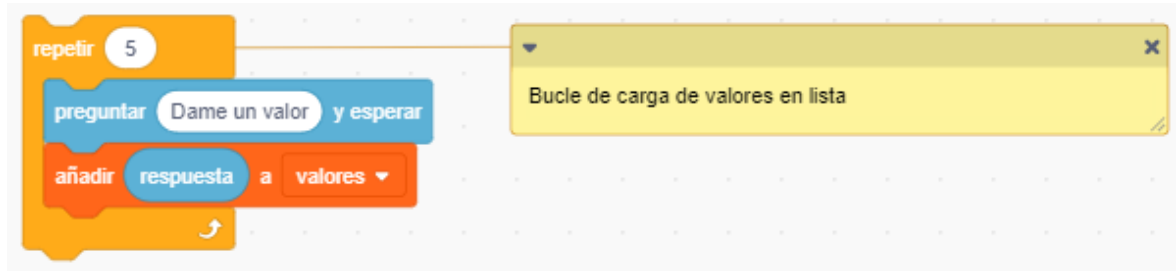 repetir 5
Bucle de carga de valores en lista
preguntar Dame un valor y esperar
añadir respuesta a valores